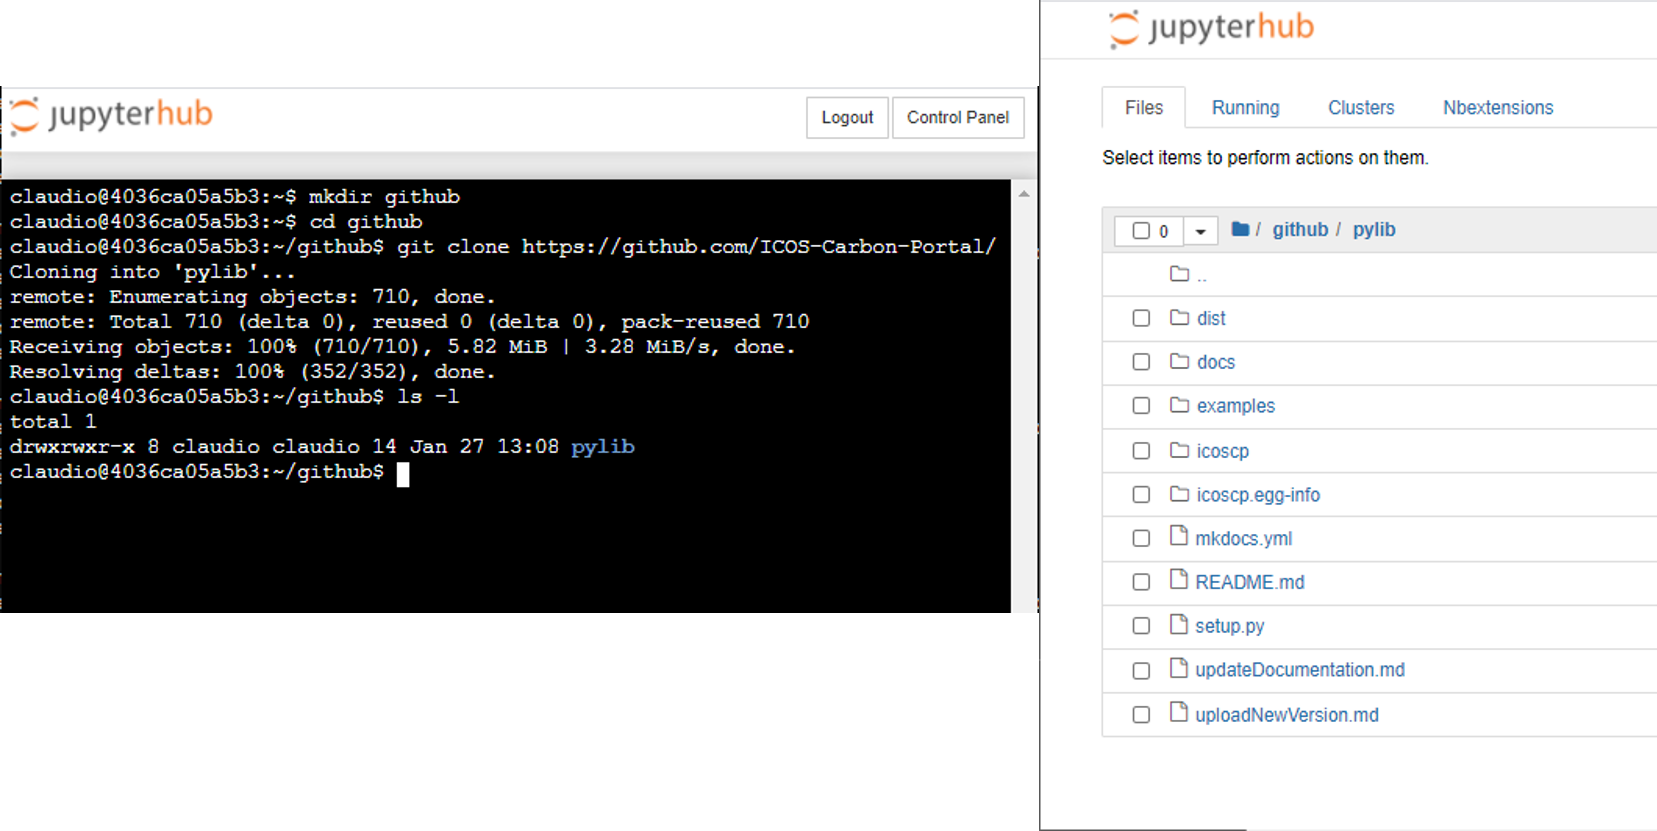 jupyterhub
Logout
Control Panel
claudio@4036ca05a5b3:~$ mkdir github
claudio@4036ca05a5b3:~$ cd github
claudio@4036ca05a5b3:~/github$ git clone https://github.com/ICOS-Carbon-Portal/
Cloning into 'pylib'...
remote: Enumerating objects: 710, done.
remote: Total 710 (delta 0), reused 0 (delta 0), pack-reused 710
Receiving objects: 100% (710/710), 5.82 MiB | 3.28 MiB/s, done.
Resolving deltas: 100% (352/352), done.
claudio@4036ca05a5b3:~/github$ ls -l
total 1
drwxrwxr-x 8 claudio claudio 14 Jan 27 13:08 pylib
claudio@4036ca05a5b3:~/github$
jupyterhub
Files
Running
Clusters
Nbextensions
Select items to perform actions on them.
0
/ github / pylib
..
dist
docs
examples
icoscp
icoscp.egg-info
mkdocs.yml
README.md
setup.py
updateDocumentation.md
uploadNewVersion.md